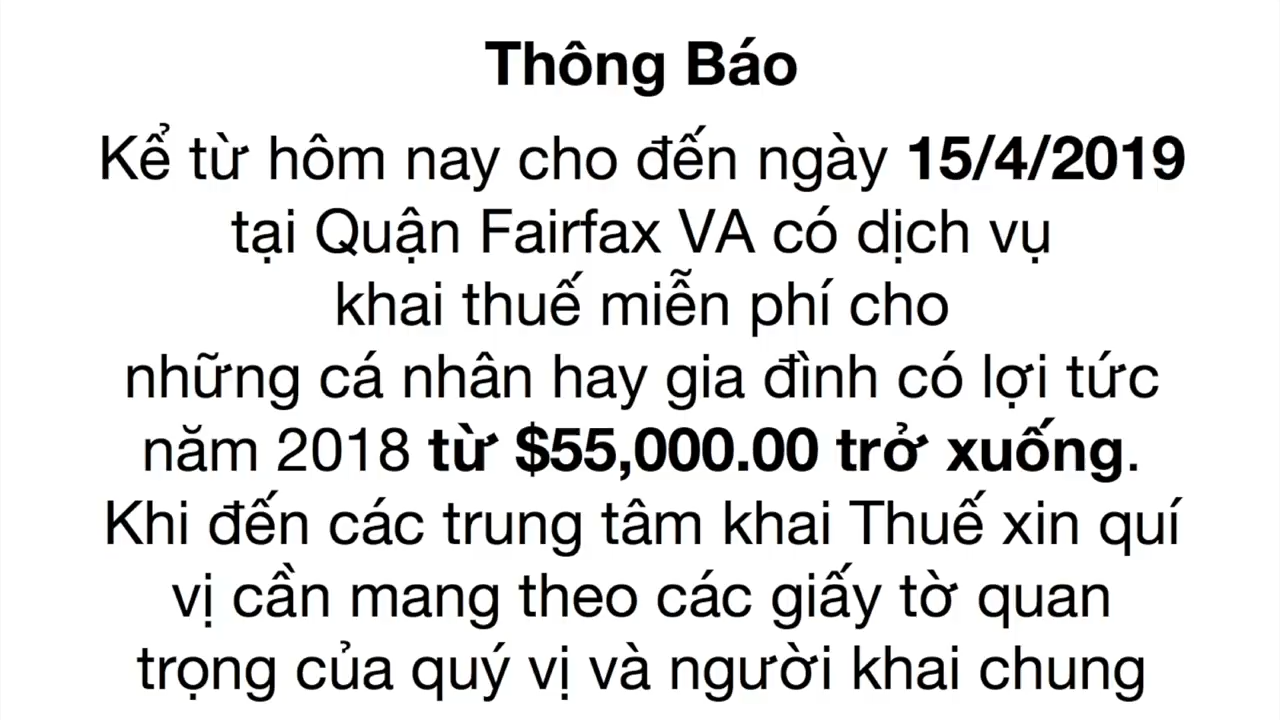 Thông Báo
Kể từ hôm nay cho đến ngày 15/4/2019
tại Quận Fairfax VA có dịch vụ
khai thuế miễn phí cho
những cá nhân hay gia đình có lợi tức
năm 2018 từ $55,000.00 trở xuống.
Khi đến các trung tâm khai Thuế xin quí
vị cần mang theo các giấy tờ quan
trọng của quý vị và người khai chung